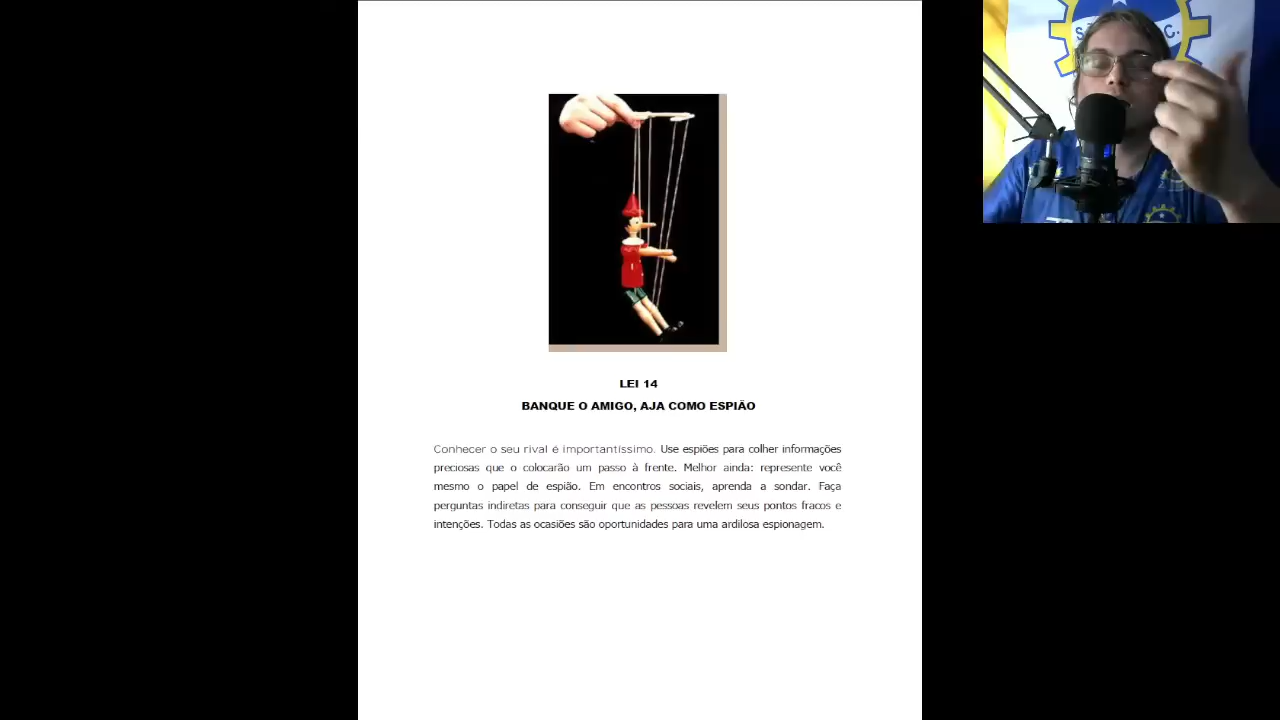 LEI 14
BANQUE O AMIGO, AJA COMO ESPIÃO
Conhecer o seu rival é importantíssimo. Use espiões para colher informações
preciosas que o colocarão um passo à frente. Melhor ainda: represente você
mesmo o papel de espião. Em encontros sociais, aprenda a sondar. Faça
perguntas indiretas para conseguir que as pessoas revelem seus pontos fracos e
intenções. Todas as ocasiões são oportunidades para uma ardilosa espionagem.